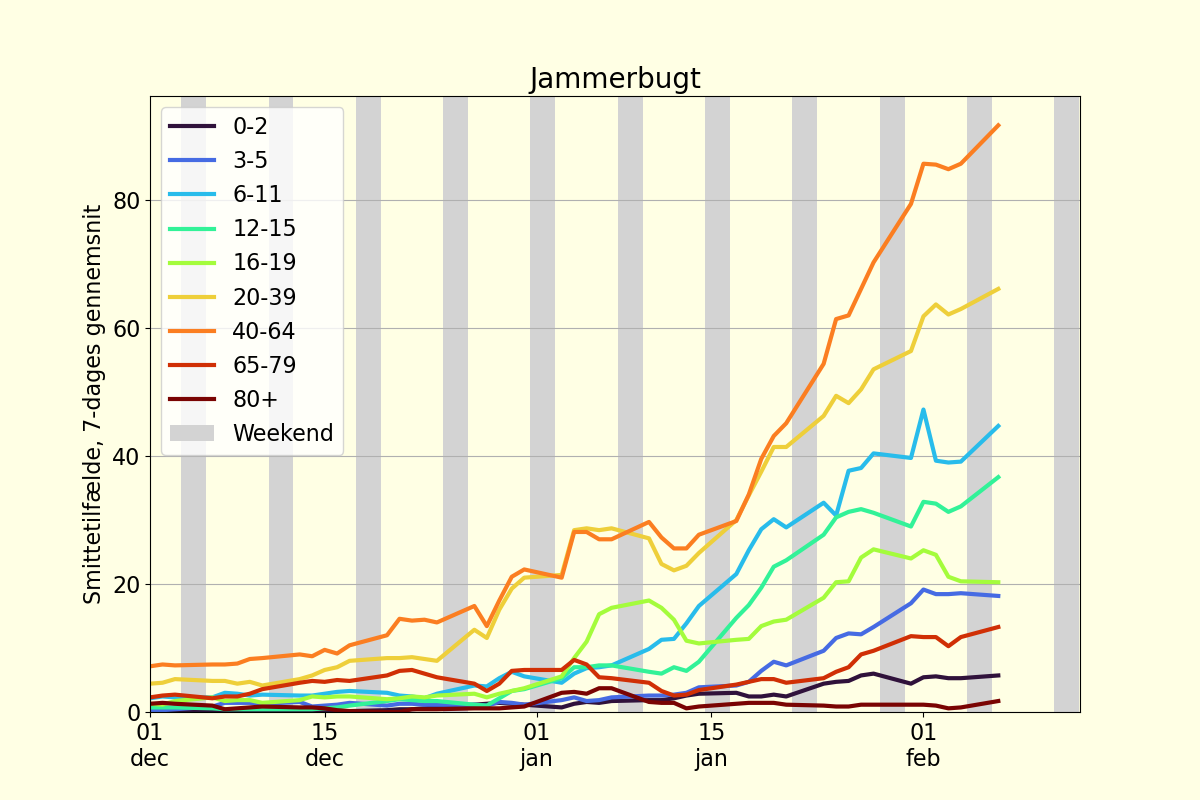 Jammerbugt
Smittetilfælde, 7-dages gennemsnit
80
60
40
20
0
0-2
3-5
6-11
12-15
16-19
20-39
40-64
65-79
80+
Weekend
01
dec
15
dec
01
jan
15
jan
01
feb